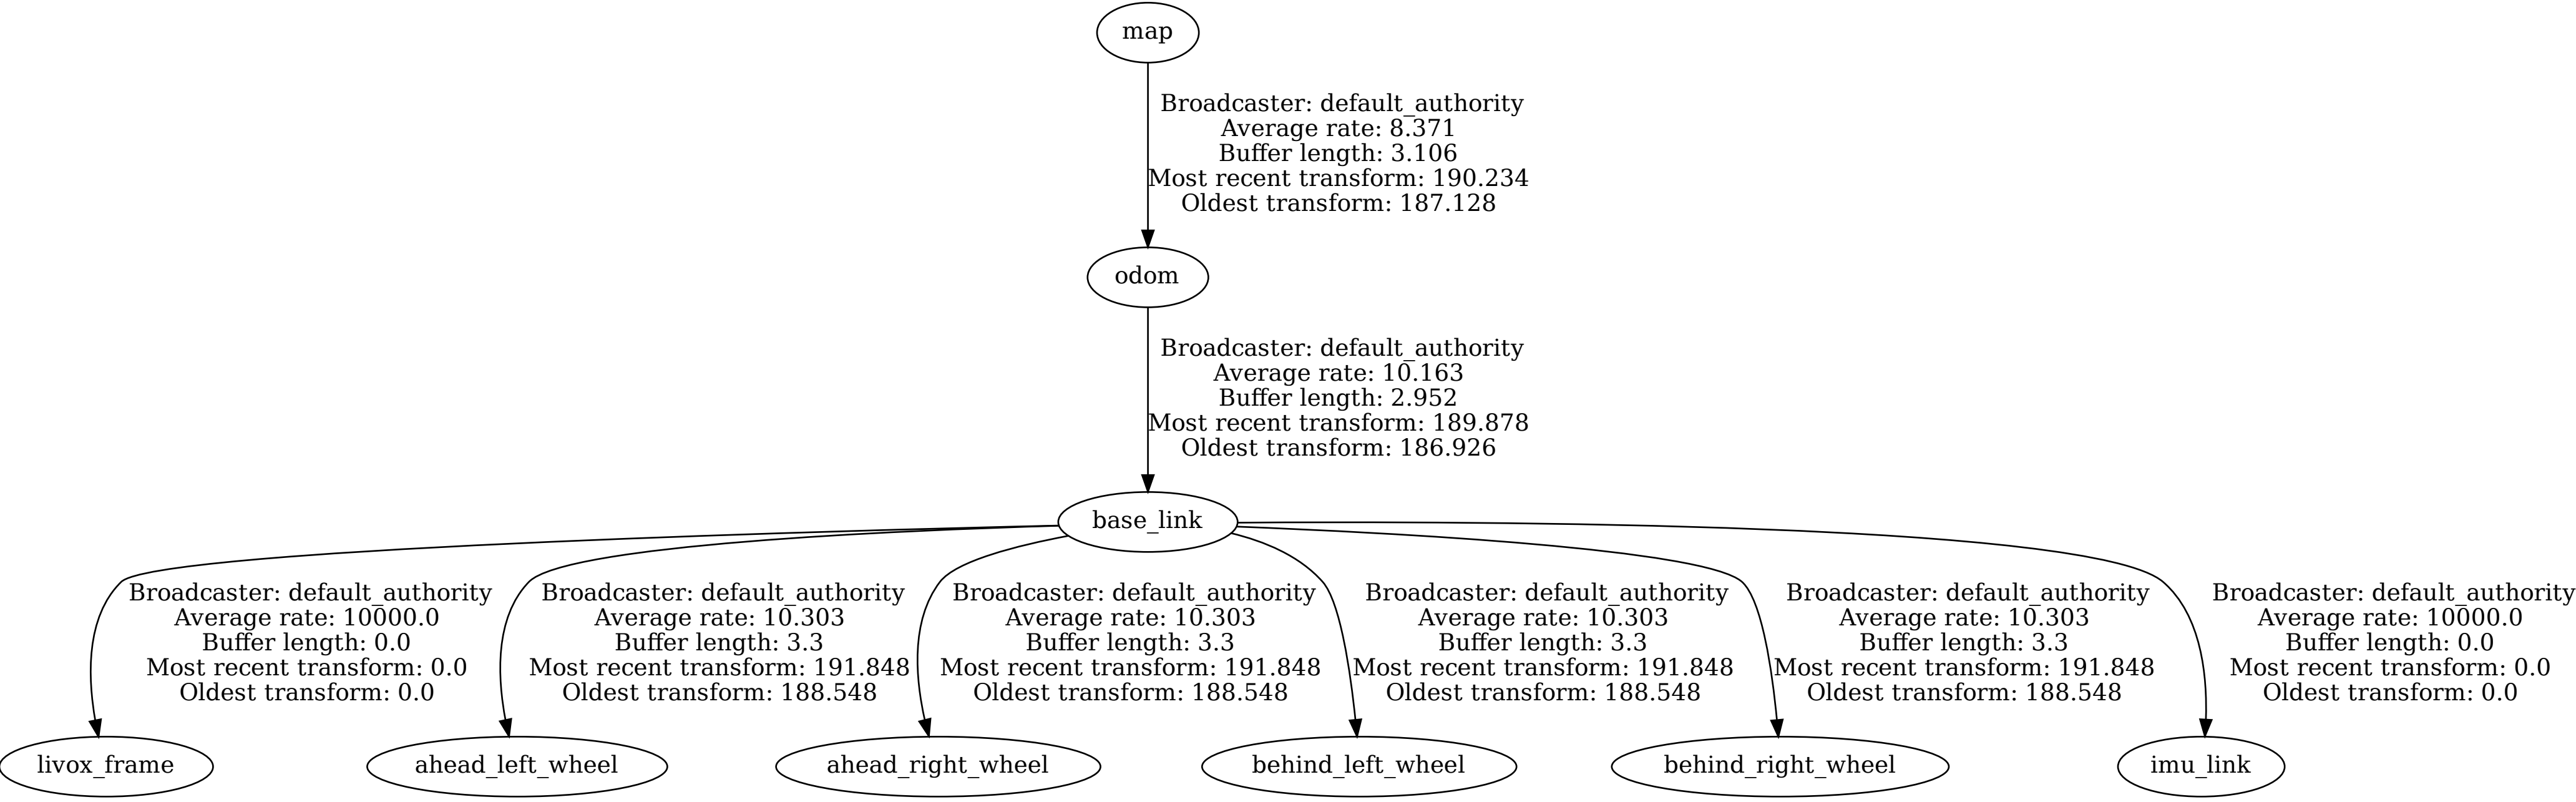 map
Broadcaster: default_authority
Average rate: 8.371
Buffer length: 3.106
Most recent transform: 190.234
Oldest transform: 187.128
odom
Broadcaster: default_authority
Average rate: 10.163
Buffer length: 2.952
Most recent transform: 189.878
Oldest transform: 186.926
base_link
Broadcaster: default_authority
Average rate: 10000.0
Buffer length: 0.0
Most recent transform: 0.0
Oldest transform: 0.0
Broadcaster: default_authority
Average rate: 10.303
Buffer length: 3.3
Most recent transform: 191.848
Oldest transform: 188.548
Broadcaster: default_authority
Average rate: 10.303
Buffer length: 3.3
Most recent transform: 191.848
Oldest transform: 188.548
Broadcaster: default_authority
Average rate: 10.303
Buffer length: 3.3
Most recent transform: 191.848
Oldest transform: 188.548
Broadcaster: default_authority
Average rate: 10.303
Buffer length: 3.3
Most recent transform: 191.848
Oldest transform: 188.548
Broadcaster: default_authority
Average rate: 10000.0
Buffer length: 0.0
Most recent transform: 0.0
Oldest transform: 0.0
livox_frame
ahead_left_wheel
ahead_right_wheel
behind_left_wheel
behind_right_wheel
imu_link